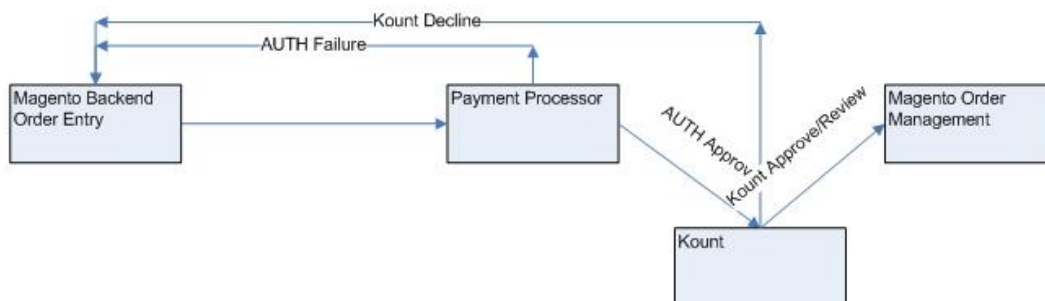 Kount Decline
AUTH Failure
Magento Backend
Order Entry
Payment Processor
Magento Order
Management
AUTH Approv
Kount Approve/Review
Kount